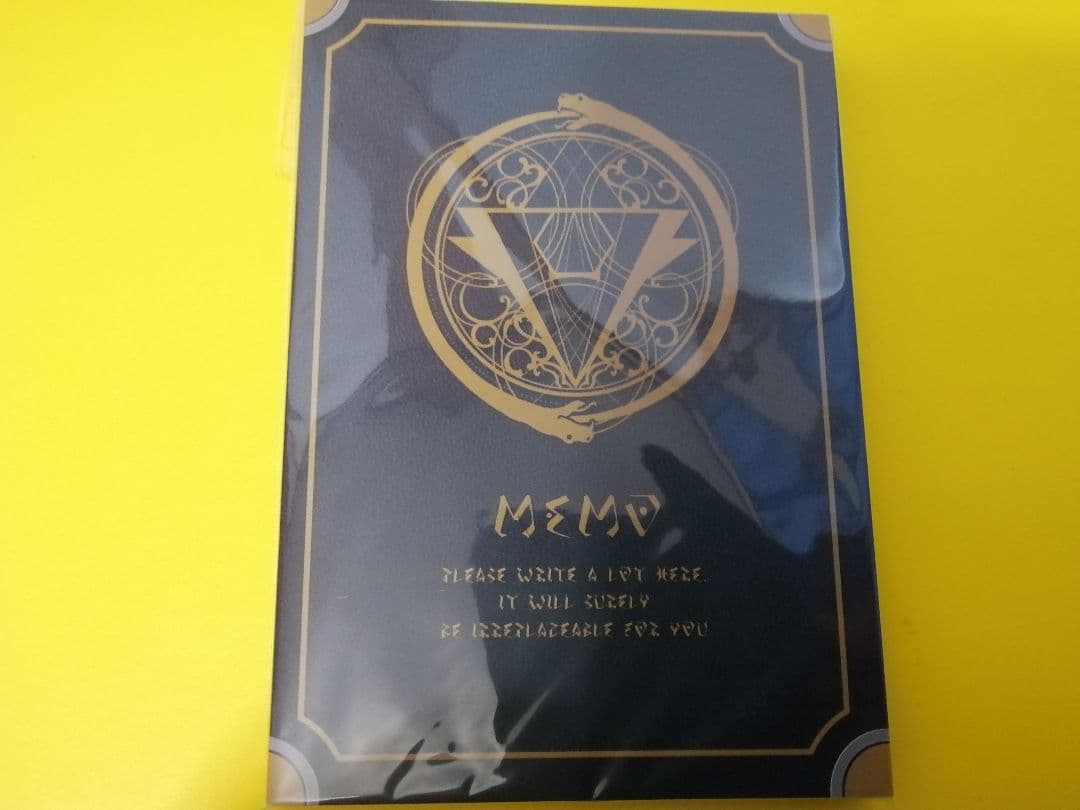 MEMO
PLEASE WRITE A LOT HERE.
IT WILL SURELY
BE IRREPLACEABLE FOR YOU